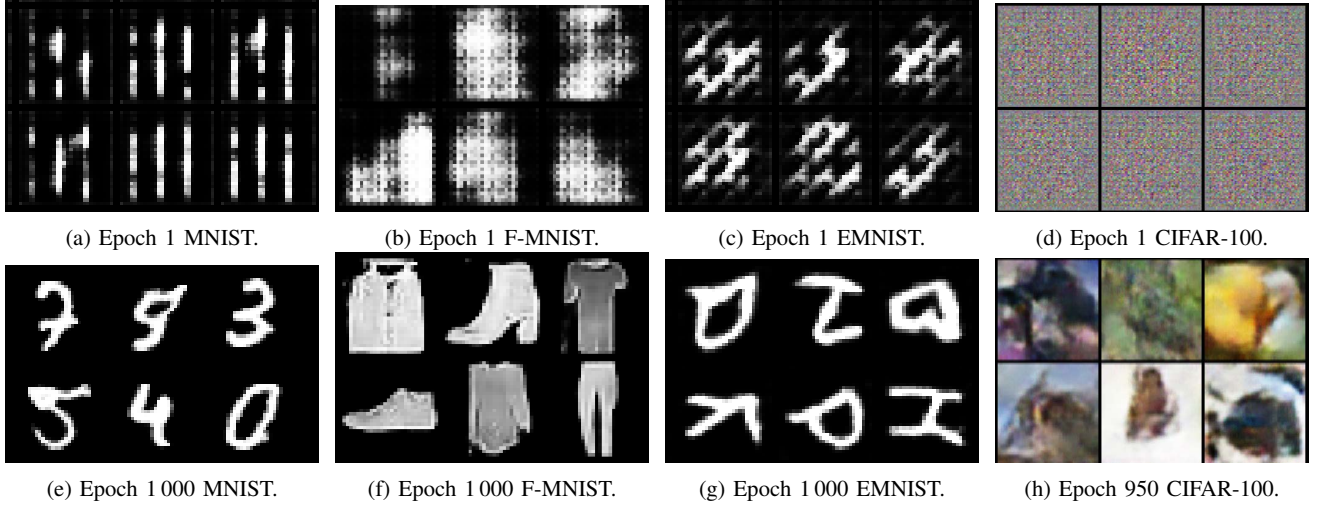 (a) Epoch 1 MNIST.
(b) Epoch 1 F-MNIST.
(c) Epoch 1 EMNIST.
(d) Epoch 1 CIFAR-100.
(e) Epoch 1 000 MNIST.
(f) Epoch 1 000 F-MNIST.
(g) Epoch 1 000 EMNIST.
(h) Epoch 950 CIFAR-100.